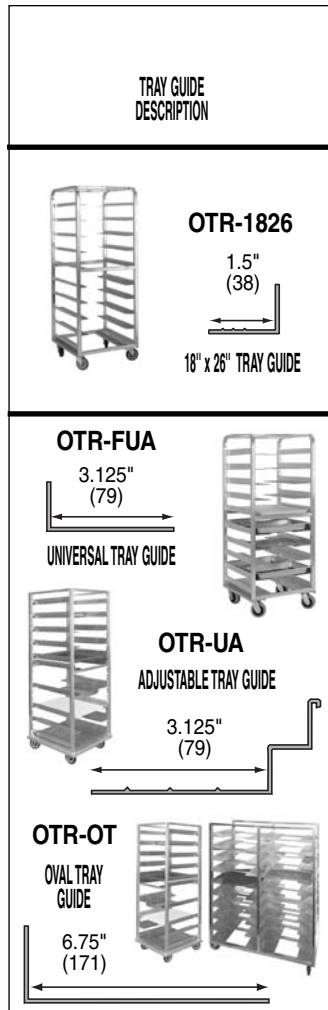 TRAY GUIDE
DESCRIPTION
OTR-1826
1.5"
(38)
18" x 26" TRAY GUIDE
OTR-FUA
3.125"
(79)
UNIVERSAL TRAY GUIDE
OTR-UA
ADJUSTABLE TRAY GUIDE
3.125"
(79)
OTR-OT
OVAL TRAY
GUIDE
6.75"
(171)